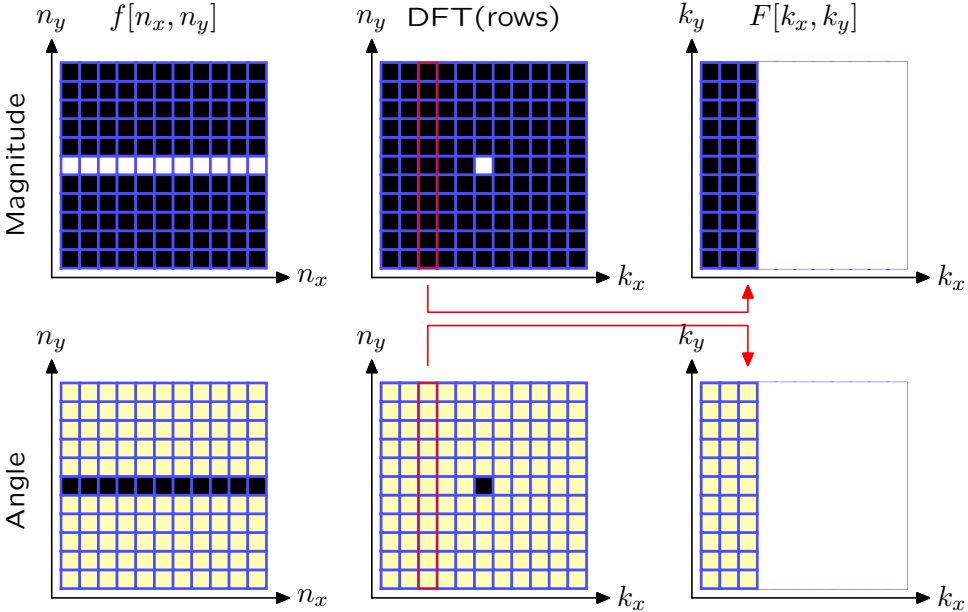 n_y f[n_x, n_y] n_y DFT(rows) k_y F[k_x, k_y]
Magnitude
n_x k_x k_x
n_y n_y k_y
Angle
n_x k_x k_x